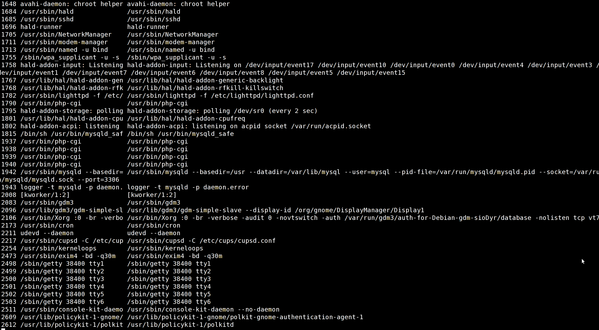 1648 avahi-daemon: chroot helper avahi-daemon: chroot helper
1684 /usr/sbin/hald /usr/sbin/hald
1685 /usr/sbin/sshd /usr/sbin/sshd
1696 hald-runner hald-runner
1705 /usr/sbin/NetworkManager /usr/sbin/NetworkManager
1711 /usr/sbin/modem-manager /usr/sbin/modem-manager
1713 /usr/sbin/named -u bind /usr/sbin/named -u bind
1755 /sbin/wpa_supplicant -u -s /sbin/wpa_supplicant -u -s
1758 hald-addon-input: Listening hald-addon-input: Listening on /dev/input/event17 /dev/input/event10 /dev/input/event0 /dev/input/event4 /dev/input/event3 /
dev/input/event1 /dev/input/event7 /dev/input/event6 /dev/input/event8 /dev/input/event5 /dev/input/event15
1767 /usr/lib/hal/hald-addon-gen /usr/lib/hal/hald-addon-generic-backlight
1768 /usr/lib/hal/hald-addon-rfk /usr/lib/hal/hald-addon-rfkill-killswitch
1782 /usr/sbin/lighttpd -f /etc/ /usr/sbin/lighttpd -f /etc/lighttpd/lighttpd.conf
1790 /usr/bin/php-cgi /usr/bin/php-cgi
1795 hald-addon-storage: polling hald-addon-storage: polling /dev/sr0 (every 2 sec)
1801 /usr/lib/hal/hald-addon-cpu /usr/lib/hal/hald-addon-cpufreq
1802 hald-addon-acpi: listening hald-addon-acpi: listening on acpid socket /var/run/acpid.socket
1815 /bin/sh /usr/bin/mysqld_saf /bin/sh /usr/bin/mysqld_safe
1937 /usr/bin/php-cgi /usr/bin/php-cgi
1938 /usr/bin/php-cgi /usr/bin/php-cgi
1939 /usr/bin/php-cgi /usr/bin/php-cgi
1940 /usr/bin/php-cgi /usr/bin/php-cgi
1942 /usr/sbin/mysqld --basedir= /usr/sbin/mysqld --basedir=/usr --datadir=/var/lib/mysql --user=mysql --pid-file=/var/run/mysqld/mysqld.pid --socket=/var/ru
n/mysqld/mysqld.sock --port=3306
1943 logger -t mysqld -p daemon. logger -t mysqld -p daemon.error
2008 [kworker/1:2] [kworker/1:2]
2083 /usr/sbin/gdm3 /usr/sbin/gdm3
2096 /usr/lib/gdm3/gdm-simple-sl /usr/lib/gdm3/gdm-simple-slave --display-id /org/gnome/DisplayManager/Display1
2106 /usr/bin/Xorg :0 -br -verbo /usr/bin/Xorg :0 -br -verbose -audit 0 -novtswitch -auth /var/run/gdm3/auth-for-Debian-gdm-sioDyr/database -nolisten tcp vt7
2173 /usr/sbin/cron /usr/sbin/cron
2211 udevd --daemon udevd --daemon
2217 /usr/sbin/cupsd -C /etc/cup /usr/sbin/cupsd -C /etc/cups/cupsd.conf
2254 /usr/sbin/kerneloops /usr/sbin/kerneloops
2473 /usr/sbin/exim4 -bd -q30m /usr/sbin/exim4 -bd -q30m
2498 /sbin/getty 38400 tty1 /sbin/getty 38400 tty1
2499 /sbin/getty 38400 tty2 /sbin/getty 38400 tty2
2500 /sbin/getty 38400 tty3 /sbin/getty 38400 tty3
2501 /sbin/getty 38400 tty4 /sbin/getty 38400 tty4
2502 /sbin/getty 38400 tty5 /sbin/getty 38400 tty5
2503 /sbin/getty 38400 tty6 /sbin/getty 38400 tty6
2511 /usr/sbin/console-kit-daemo /usr/sbin/console-kit-daemon --no-daemon
2609 /usr/lib/policykit-1-gnome/ /usr/lib/policykit-1-gnome/polkit-gnome-authentication-agent-1
2612 /usr/lib/policykit-1/polkit /usr/lib/policykit-1/polkitd